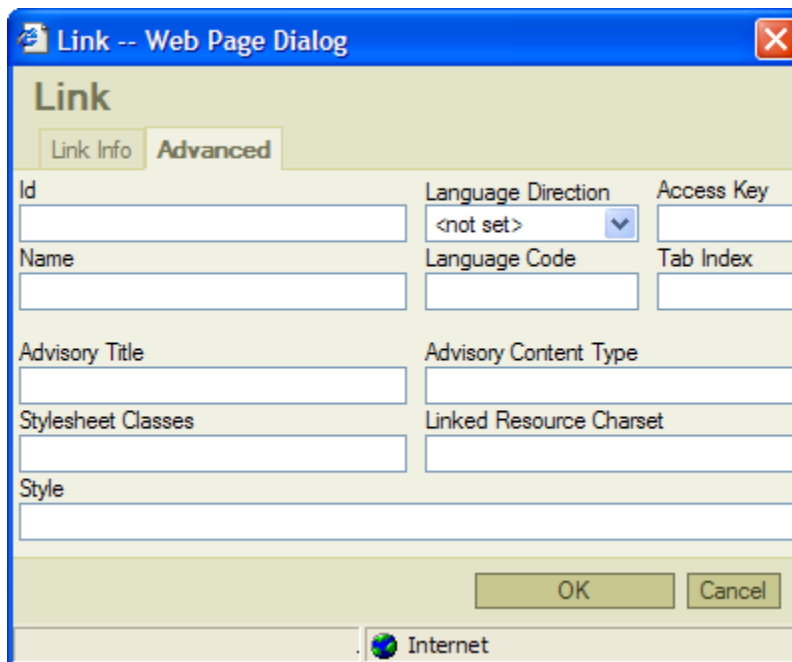 Link -- Web Page Dialog
Link
Link Info Advanced
Id Language Direction Access Key
<not set>
Name Language Code Tab Index
Advisory Title Advisory Content Type
Stylesheet Classes Linked Resource Charset
Style
OK Cancel
. Internet